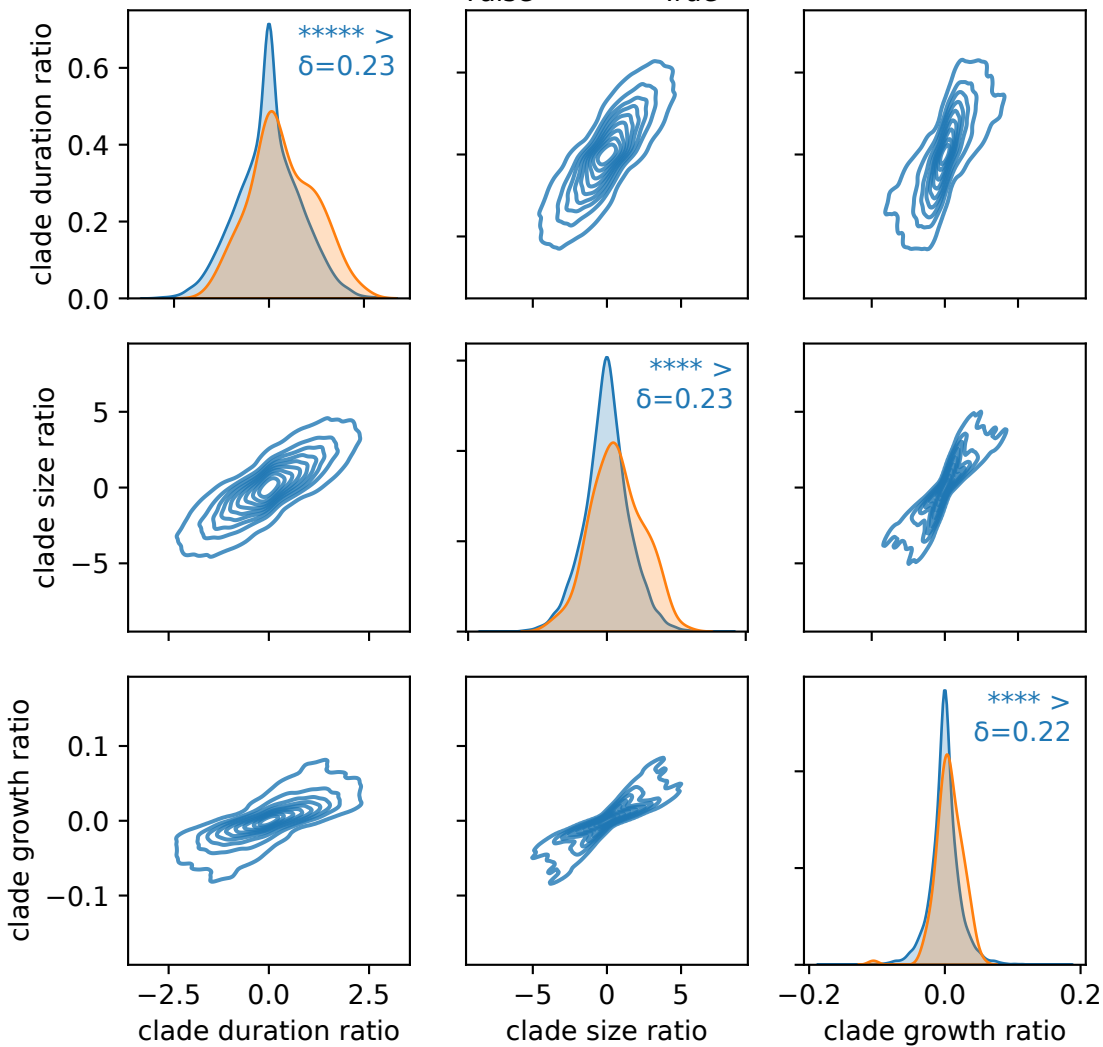 clade duration ratio
0.6
0.4
0.2
0.0
***** >
δ=0.23
clade size ratio
5
0
−5
**** >
δ=0.23
clade growth ratio
0.1
0.0
−0.1
**** >
δ=0.22
−2.5 0.0 2.5
−5 0 5
−0.2 0.0 0.2
clade duration ratio
clade size ratio
clade growth ratio